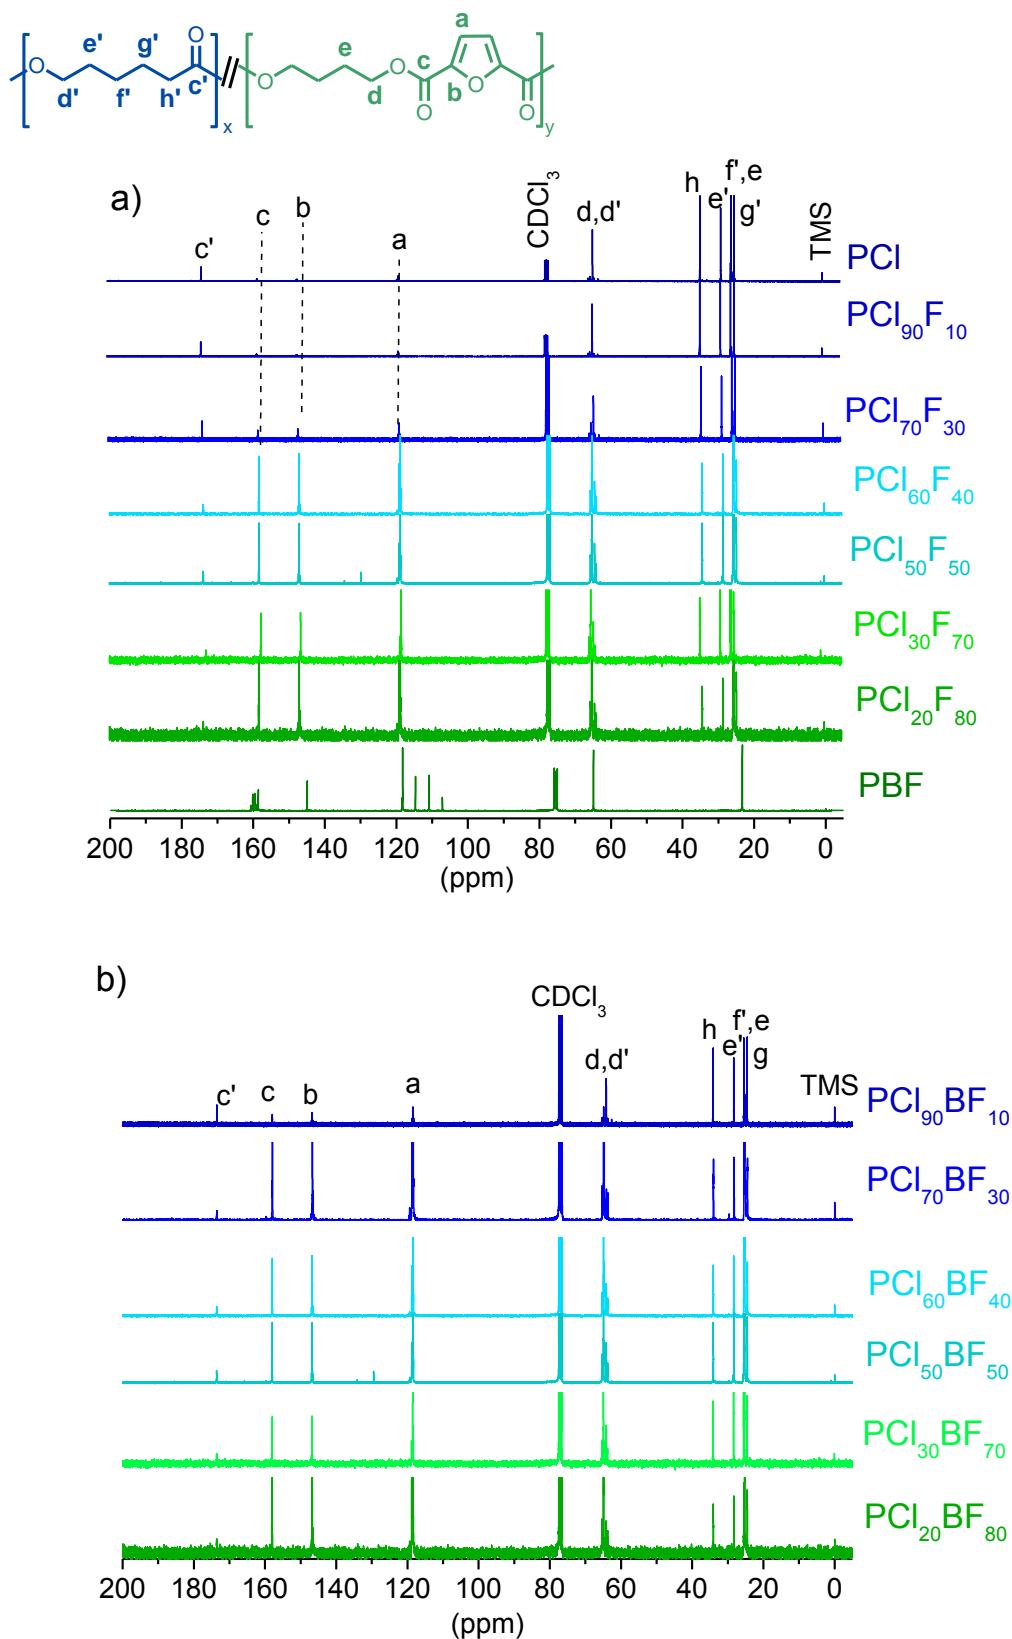 a
O
e' g' O e O
O c' O c
d' f' h' d b O
x O O y
a)
c' c b a CDCl3 d,d' h e' f',e g' TMS
PCl
PCl90F10
PCl70F30
PCl60F40
PCl50F50
PCl30F70
PCl20F80
PBF
200 180 160 140 120 100 80 60 40 20 0
(ppm)
b)
c' c b a CDCl3 d,d' h e' f',e g TMS
PCl90BF10
PCl70BF30
PCl60BF40
PCl50BF50
PCl30BF70
PCl20BF80
200 180 160 140 120 100 80 60 40 20 0
(ppm)